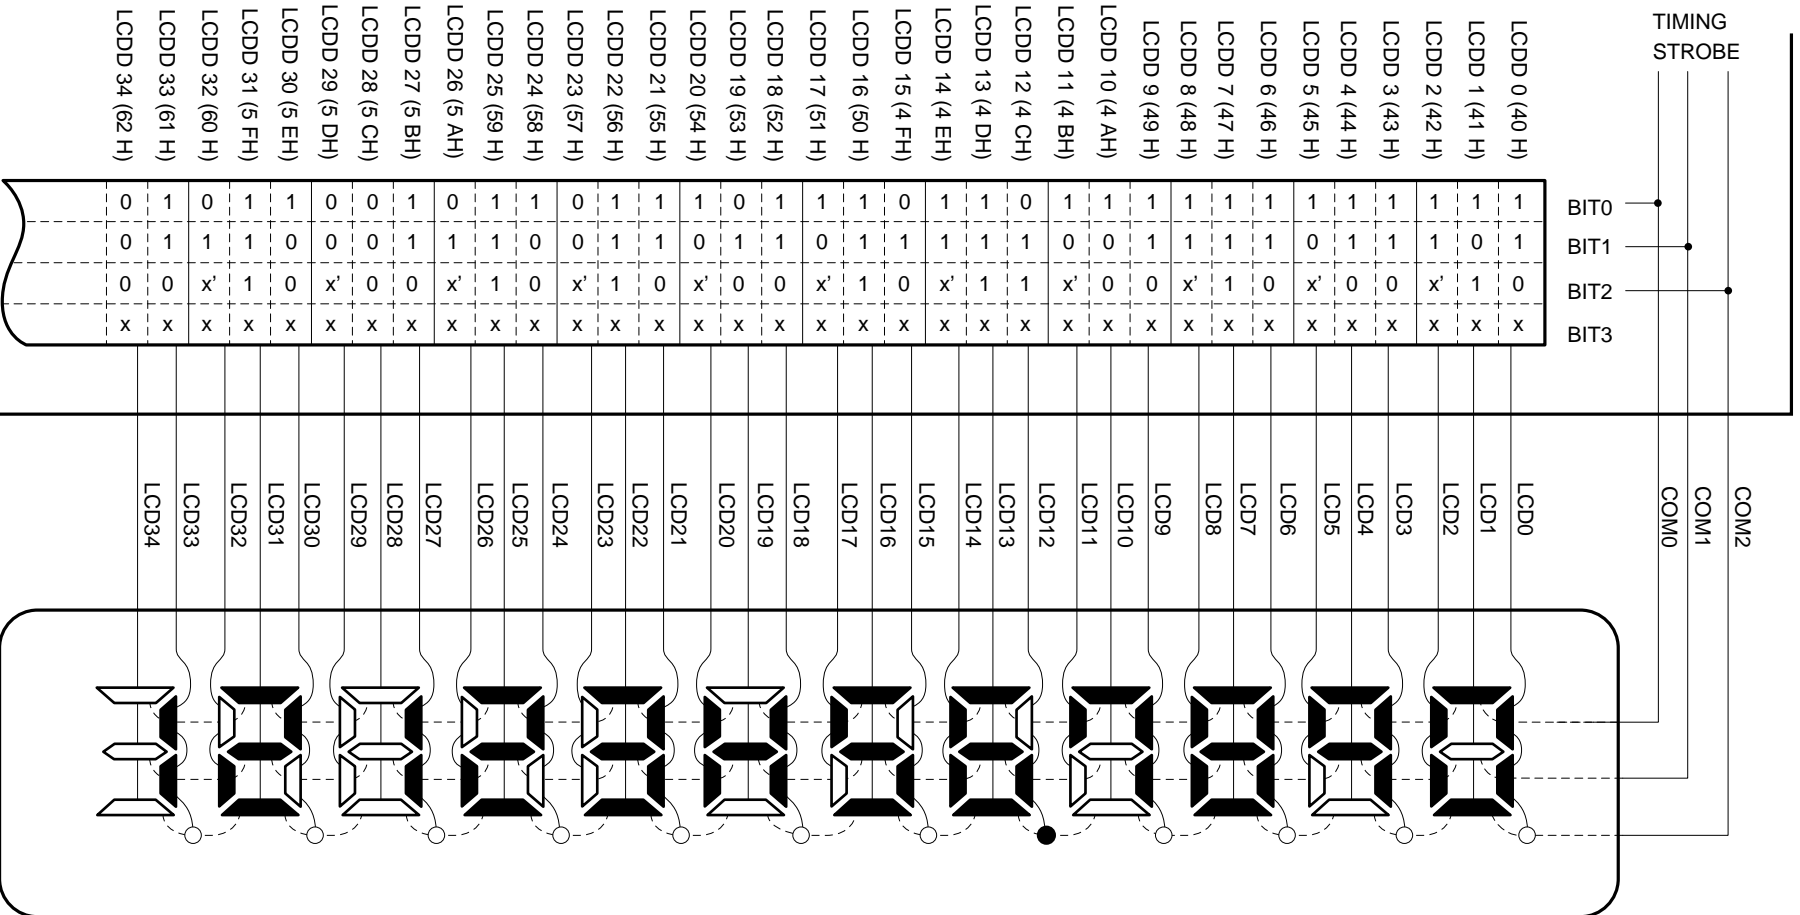 LCDD 34 (62 H)
LCDD 33 (61 H)
LCDD 32 (60 H)
LCDD 31 (5 FH)
LCDD 30 (5 EH)
LCDD 29 (5 DH)
LCDD 28 (5 CH)
LCDD 27 (5 BH)
LCDD 26 (5 AH)
LCDD 25 (59 H)
LCDD 24 (58 H)
LCDD 23 (57 H)
LCDD 22 (56 H)
LCDD 21 (55 H)
LCDD 20 (54 H)
LCDD 19 (53 H)
LCDD 18 (52 H)
LCDD 17 (51 H)
LCDD 16 (50 H)
LCDD 15 (4 FH)
LCDD 14 (4 EH)
LCDD 13 (4 DH)
LCDD 12 (4 CH)
LCDD 11 (4 BH)
LCDD 10 (4 AH)
LCDD 9 (49 H)
LCDD 8 (48 H)
LCDD 7 (47 H)
LCDD 6 (46 H)
LCDD 5 (45 H)
LCDD 4 (44 H)
LCDD 3 (43 H)
LCDD 2 (42 H)
LCDD 1 (41 H)
LCDD 0 (40 H)
TIMING
STROBE
0 1 0 1 1 0 0 1 0 1 1 0 1 1 1 0 1 1 1 0 1 1 0 1 1 1 1 1 1 1 1 1 1 1 1 BIT0
0 1 1 1 0 0 0 1 1 1 0 0 1 1 0 1 1 0 1 1 1 1 1 0 0 1 1 1 1 0 1 1 1 0 1 BIT1
0 0 x’ 1 0 x’ 0 0 x’ 1 0 x’ 1 0 x’ 0 0 x’ 1 0 x’ 1 1 x’ 0 0 x’ 1 0 x’ 0 0 x’ 1 0 BIT2
x x x x x x x x x x x x x x x x x x x x x x x x x x x x x x x x x x x BIT3
LCD34
LCD33
LCD32
LCD31
LCD30
LCD29
LCD28
LCD27
LCD26
LCD25
LCD24
LCD23
LCD22
LCD21
LCD20
LCD19
LCD18
LCD17
LCD16
LCD15
LCD14
LCD13
LCD12
LCD11
LCD10
LCD9
LCD8
LCD7
LCD6
LCD5
LCD4
LCD3
LCD2
LCD1
LCD0
COM0
COM1
COM2